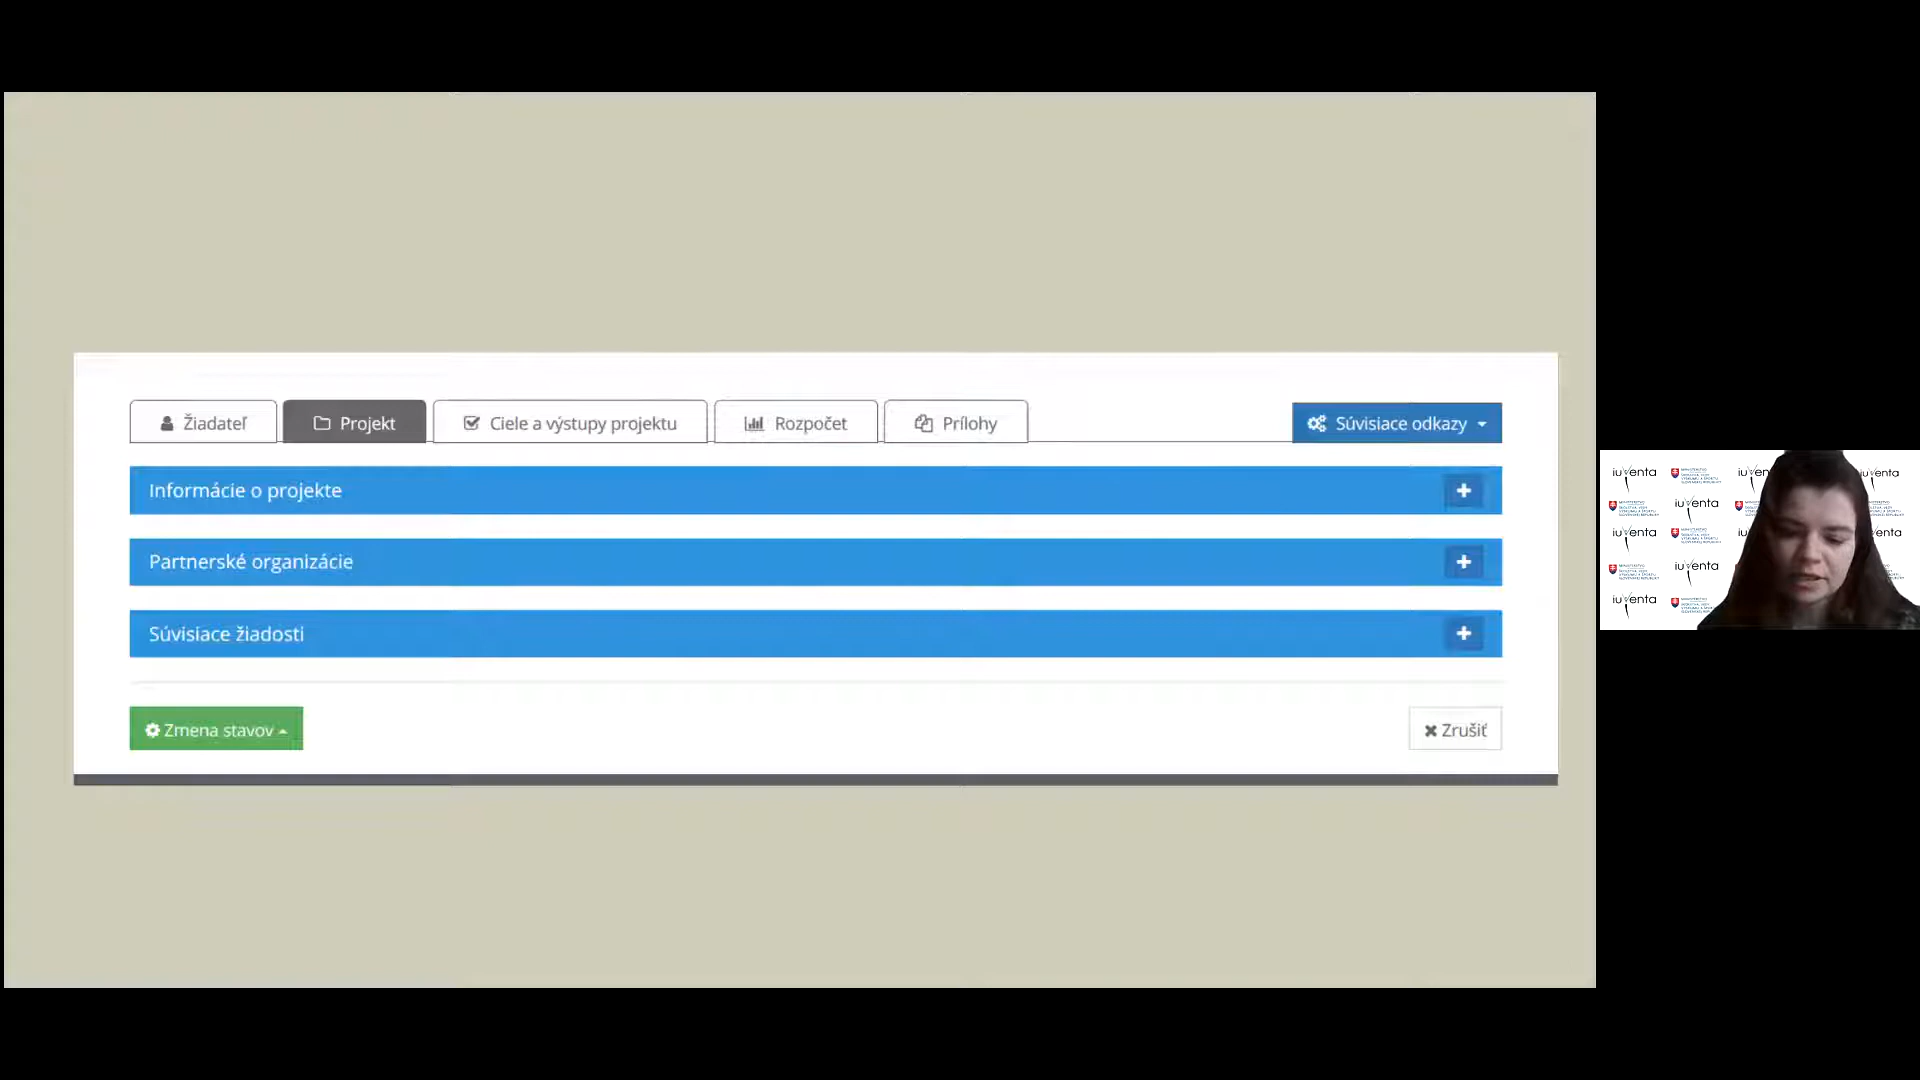 Žiadateľ
Projekt
Ciele a výstupy projektu
Rozpočet
Prílohy
Súvisiace odkazy
Informácie o projekte
Partnerské organizácie
Súvisiace žiadosti
Zmena stavov
Zrušiť
iuventa
iuventa
iuventa
iuventa
iuventa
iuventa